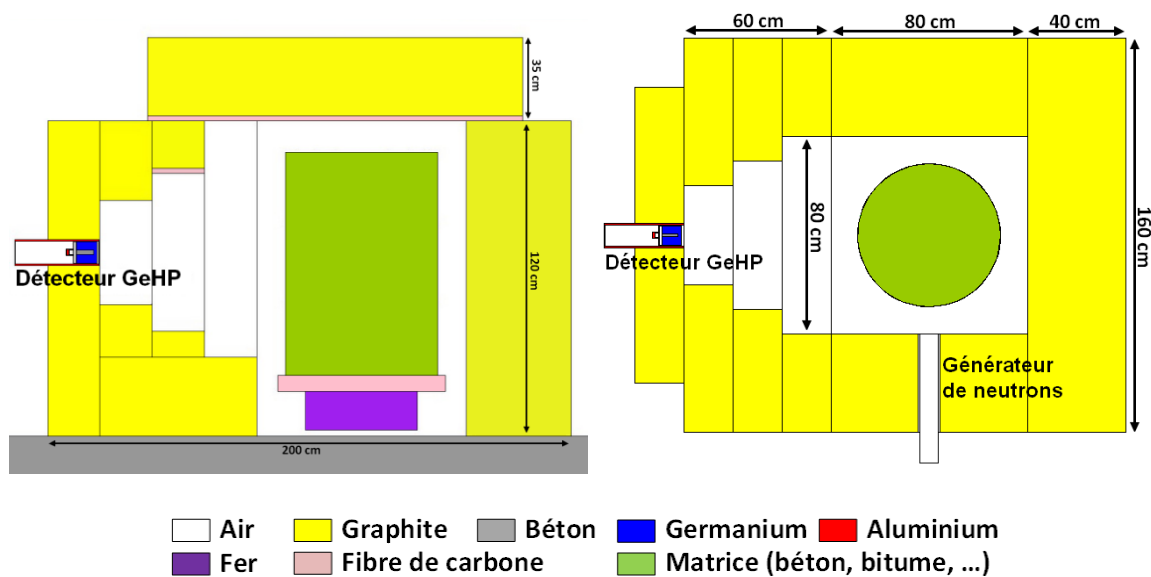 35 cm
120 cm
200 cm
Détecteur GeHP
60 cm
80 cm
40 cm
80 cm
160 cm
Détecteur GeHP
Générateur
de neutrons
Air
Graphite
Béton
Germanium
Aluminium
Fer
Fibre de carbone
Matrice (béton, bitume, ...)